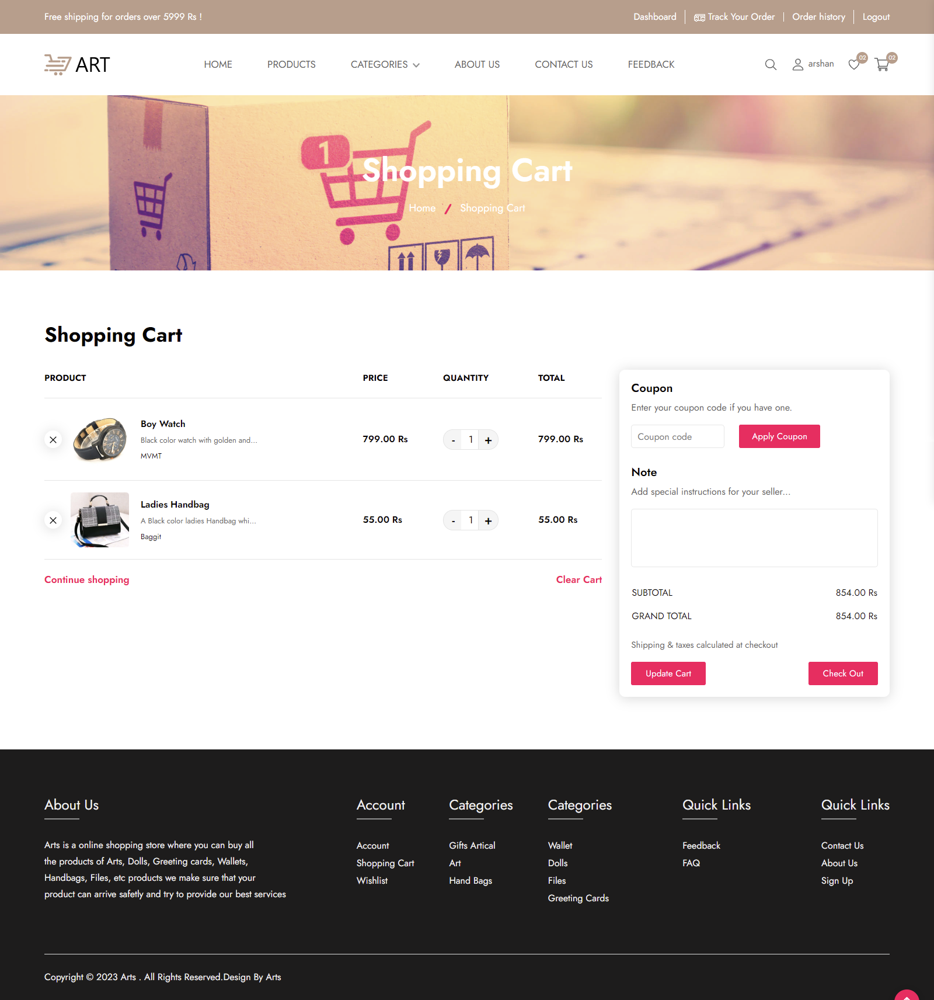 Free shipping for orders over 5999 Rs !
Dashboard
Track Your Order
Order history
Logout
ART
HOME
PRODUCTS
CATEGORIES
ABOUT US
CONTACT US
FEEDBACK
arshan
02
02
1
Shopping Cart
Home / Shopping Cart
Shopping Cart
PRODUCT PRICE QUANTITY TOTAL
Boy Watch
Black color watch with golden and...
MVMT
799.00 Rs
- 1 +
799.00 Rs
Ladies Handbag
A Black color ladies Handbag whi...
Baggit
55.00 Rs
- 1 +
55.00 Rs
Continue shopping
Clear Cart
Coupon
Enter your coupon code if you have one.
Coupon code
Apply Coupon
Note
Add special instructions for your seller...
SUBTOTAL 854.00 Rs
GRAND TOTAL 854.00 Rs
Shipping & taxes calculated at checkout
Update Cart
Check Out
About Us
Arts is a online shopping store where you can buy all
the products of Arts, Dolls, Greeting cards, Wallets,
Handbags, Files, etc products we make sure that your
product can arrive safetly and try to provide our best services
Account
Account
Shopping Cart
Wishlist
Categories
Gifts Artical
Art
Hand Bags
Categories
Wallet
Dolls
Files
Greeting Cards
Quick Links
Feedback
FAQ
Quick Links
Contact Us
About Us
Sign Up
Copyright © 2023 Arts . All Rights Reserved.Design By Arts